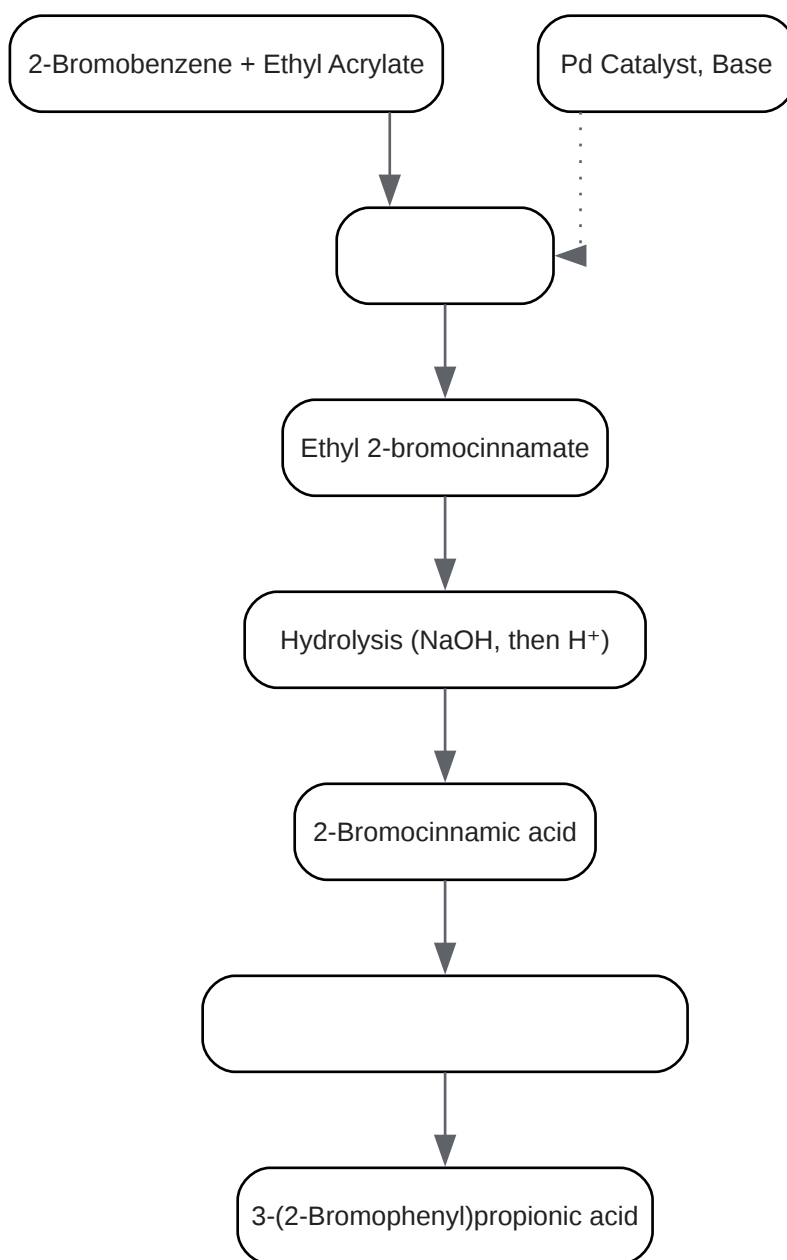 2-Bromobenzene + Ethyl Acrylate
Pd Catalyst, Base
Ethyl 2-bromocinnamate
Hydrolysis (NaOH, then H⁺)
2-Bromocinnamic acid
3-(2-Bromophenyl)propionic acid